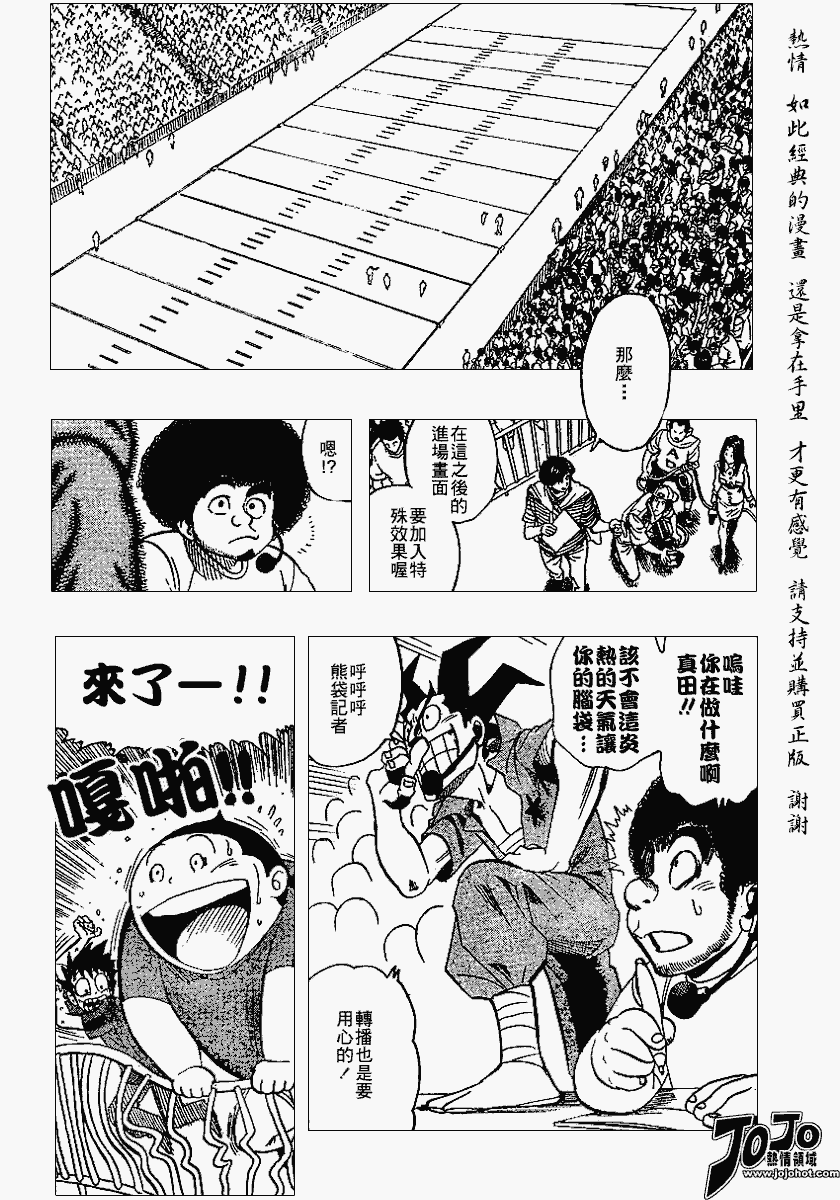 那麼…
在這之後的
進場畫面
要加入特
殊效果喔
嗯!?
嗚哇
你在做什麼啊
真田!!
該不會這炎
熱的天氣讓
你的腦袋…
呼呼呼
熊袋記者
轉播也是要
用心的！
來了一!!
嘎啪!!
熱情 如此經典的漫畫 還是拿在手里 才更有感覺 請支持並購買正版 謝謝
JOJO
熱情領域
www.jojohot.com